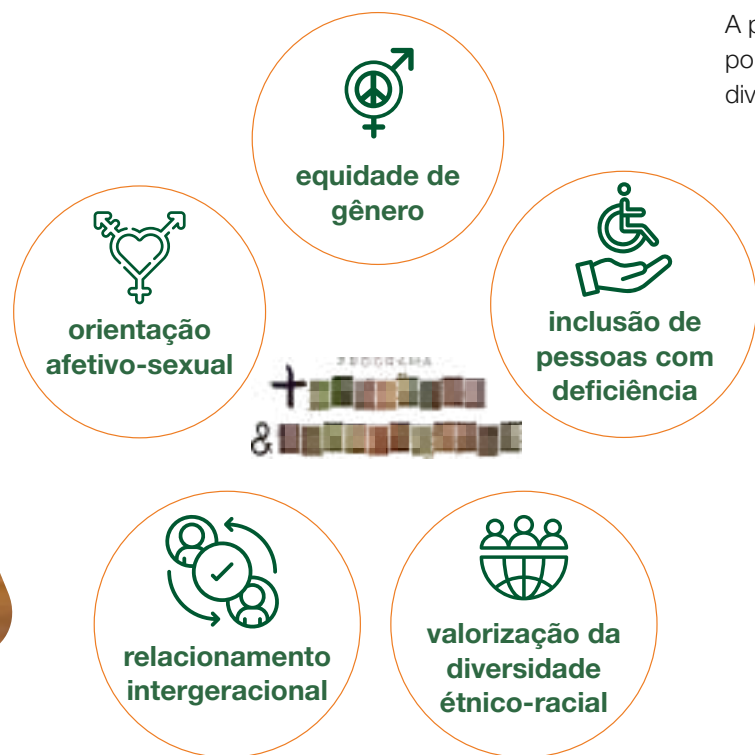 A
po
div
equidade de
gênero
orientação
afetivo-sexual
inclusão de
pessoas com
deficiência
PROGRAMA
+
&
relacionamento
intergeracional
valorização da
diversidade
étnico-racial